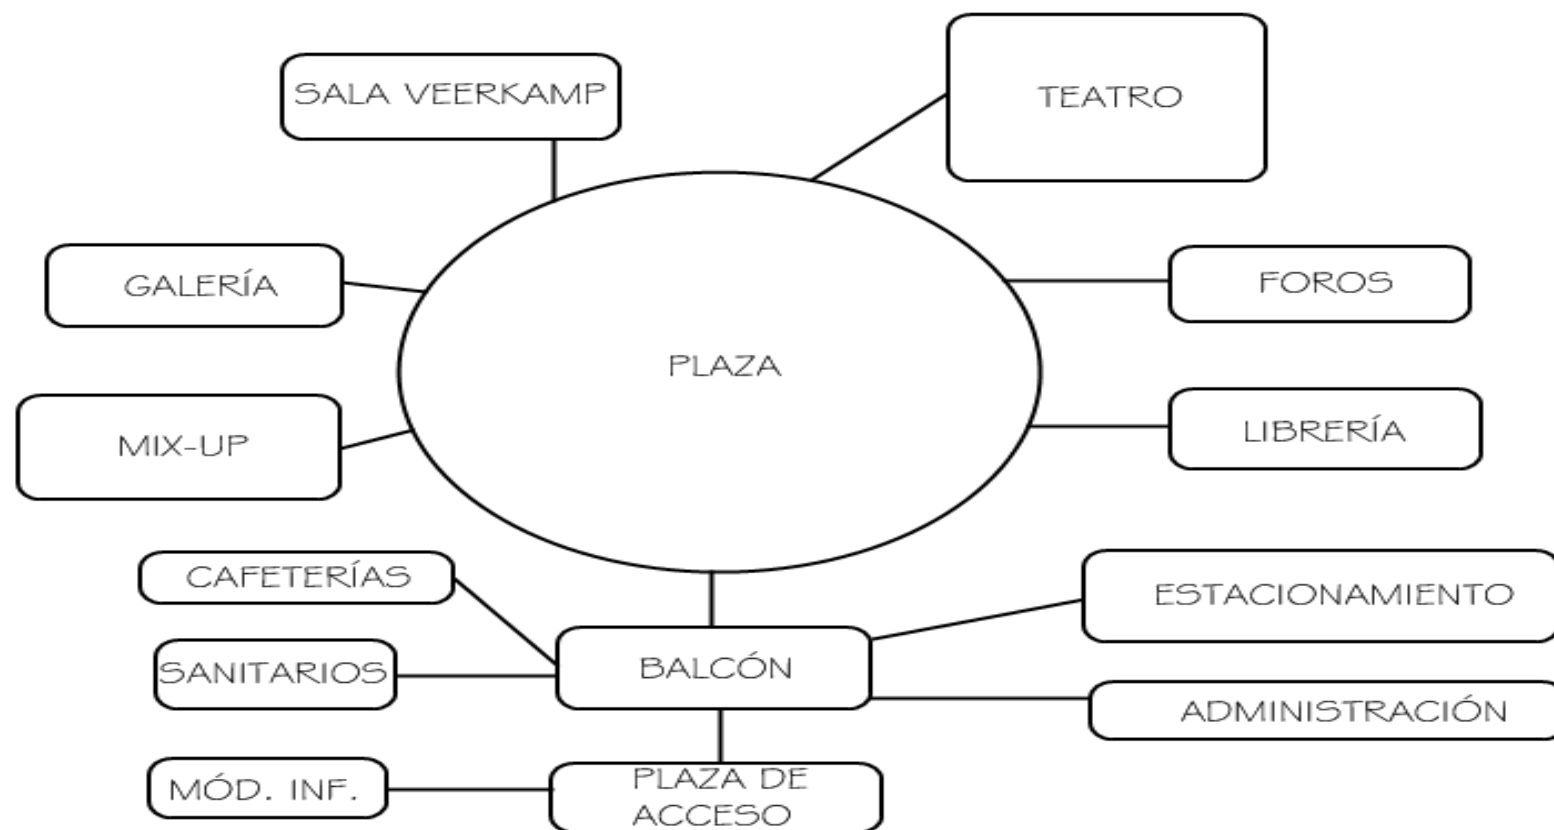 SALA VEERKAMP
TEATRO
GALERÍA
FOROS
PLAZA
MIX-UP
LIBRERÍA
CAFETERÍAS
ESTACIONAMIENTO
SANITARIOS
BALCÓN
ADMINISTRACIÓN
MÓD. INF.
PLAZA DE
ACCESO